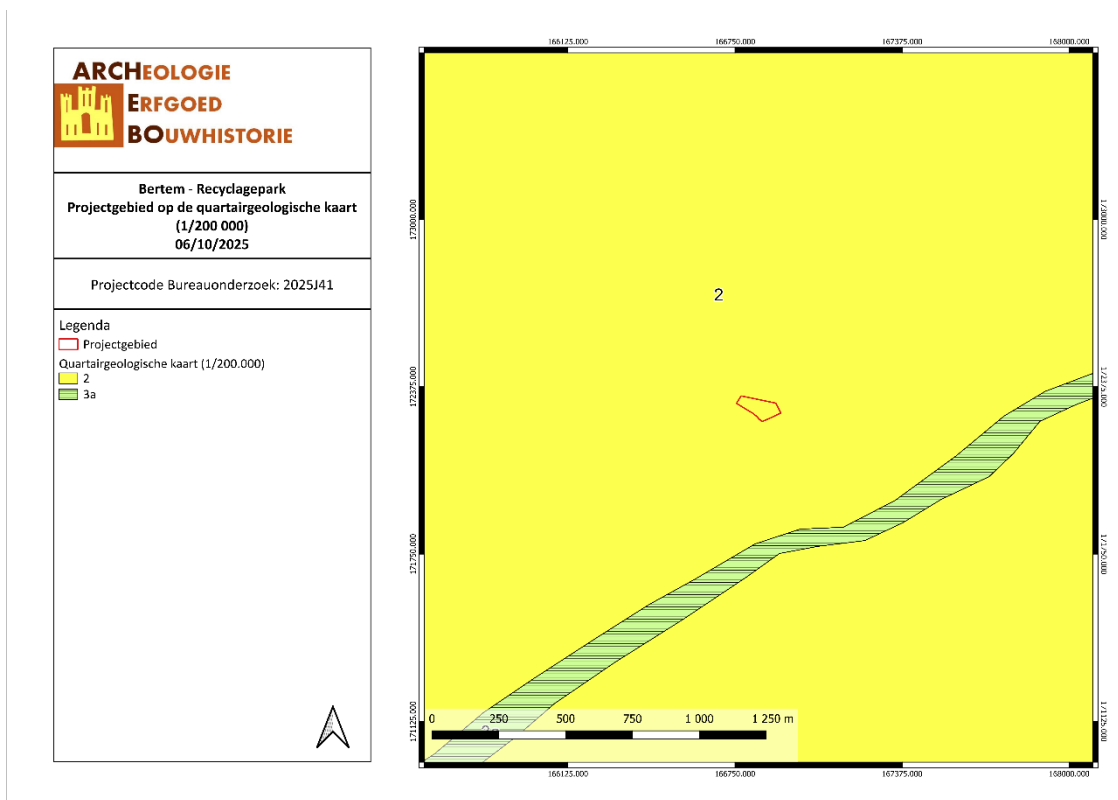 ARCHEOLOGIE
ERFGOED
BOUWHISTORIE
Bertem - Recyclagepark
Projectgebied op de quartairgeologische kaart
(1/200 000)
06/10/2025
Projectcode Bureauonderzoek: 2025J41
Legenda
Projectgebied
Quartairgeologische kaart (1/200.000)
2
3a
166125.000 166750.000 167375.000 168000.000
173000.000 173000.000
2
172375.000 172375.000
171750.000 171750.000
171125.000 171125.000
0 250 500 750 1 000 1 250 m
166125.000 166750.000 167375.000 168000.000